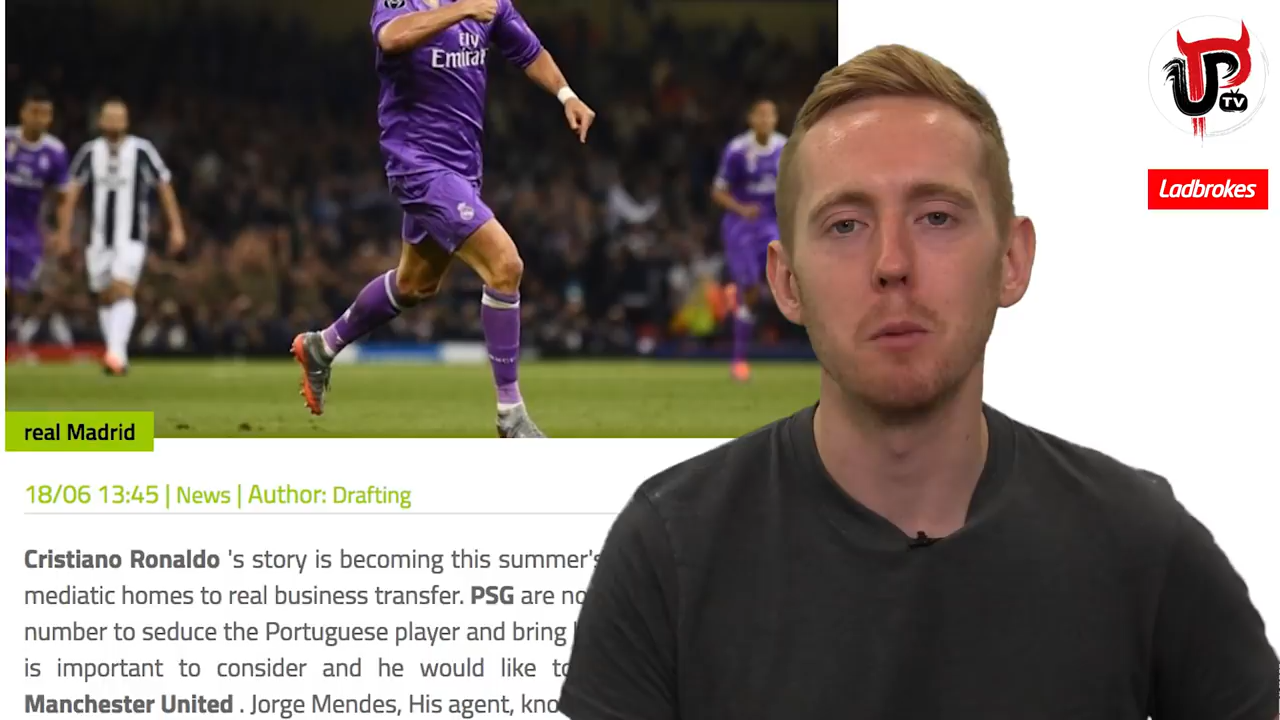 Fly
Emirates
UP
TV
Ladbrokes
real Madrid
18/06 13:45 | News | Author: Drafting
Cristiano Ronaldo 's story is becoming this summer's
mediatic homes to real business transfer. PSG are no
number to seduce the Portuguese player and bring
is important to consider and he would like to
Manchester United . Jorge Mendes, His agent, kno